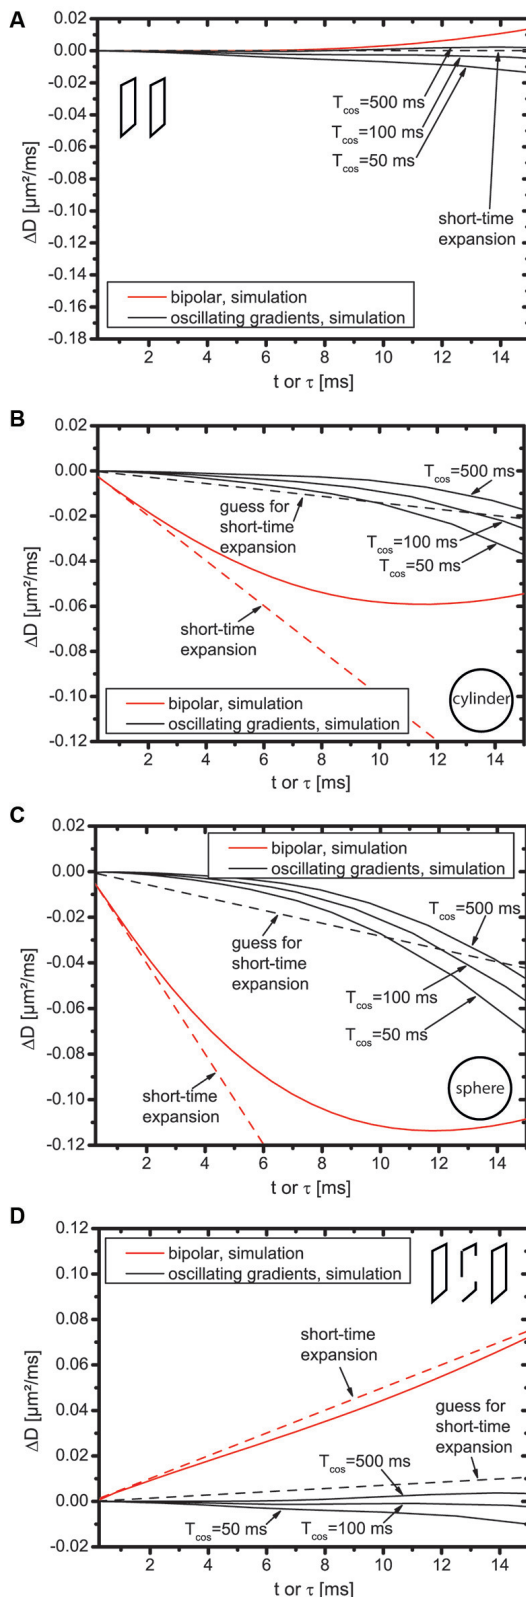 A
0.02
0.00
-0.02
-0.04
-0.06
-0.08
-0.10
-0.12
-0.14
-0.16
-0.18
ΔD [µm²/ms]
T_cos=500 ms
T_cos=100 ms
T_cos=50 ms
short-time
expansion
bipolar, simulation
oscillating gradients, simulation
2 4 6 8 10 12 14
t or τ [ms]
B
0.02
0.00
-0.02
-0.04
-0.06
-0.08
-0.10
-0.12
ΔD [µm²/ms]
T_cos=500 ms
guess for
short-time
expansion
T_cos=100 ms
T_cos=50 ms
short-time
expansion
bipolar, simulation
oscillating gradients, simulation
cylinder
2 4 6 8 10 12 14
t or τ [ms]
C
0.02
0.00
-0.02
-0.04
-0.06
-0.08
-0.10
-0.12
ΔD [µm²/ms]
bipolar, simulation
oscillating gradients, simulation
T_cos=500 ms
guess for
short-time
expansion
T_cos=100 ms
T_cos=50 ms
short-time
expansion
sphere
2 4 6 8 10 12 14
t or τ [ms]
D
0.12
0.10
0.08
0.06
0.04
0.02
0.00
-0.02
ΔD [µm²/ms]
bipolar, simulation
oscillating gradients, simulation
short-time
expansion
guess for
short-time
expansion
T_cos=500 ms
T_cos=50 ms
T_cos=100 ms
2 4 6 8 10 12 14
t or τ [ms]